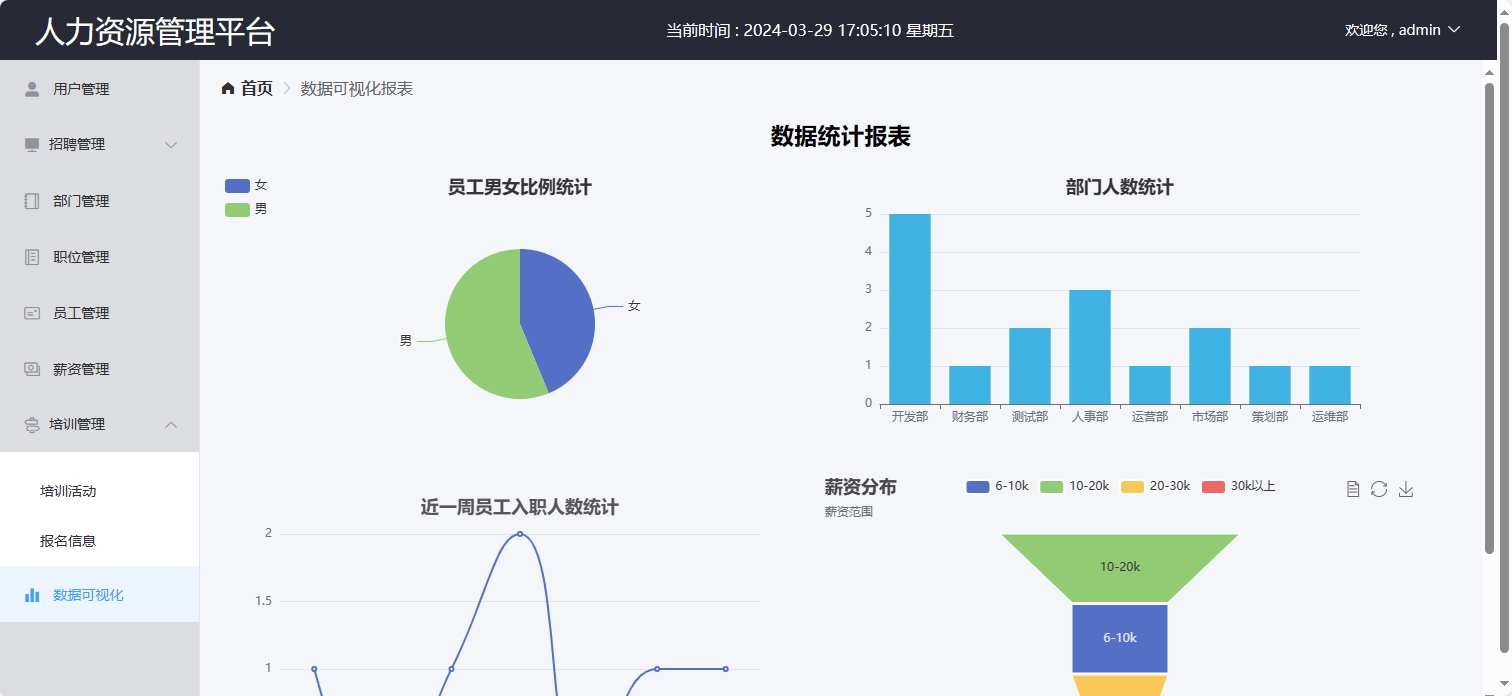 人力资源管理平台
当前时间 : 2024-03-29 17:05:10 星期五
欢迎您 , admin
用户管理
招聘管理
部门管理
职位管理
员工管理
薪资管理
培训管理
培训活动
报名信息
数据可视化
首页
数据可视化报表
数据统计报表
女
男
员工男女比例统计
女
男
部门人数统计
5
4
3
2
1
0
开发部 财务部 测试部 人事部 运营部 市场部 策划部 运维部
近一周员工入职人数统计
2
1.5
1
薪资分布
薪资范围
6-10k 10-20k 20-30k 30k以上
10-20k
6-10k